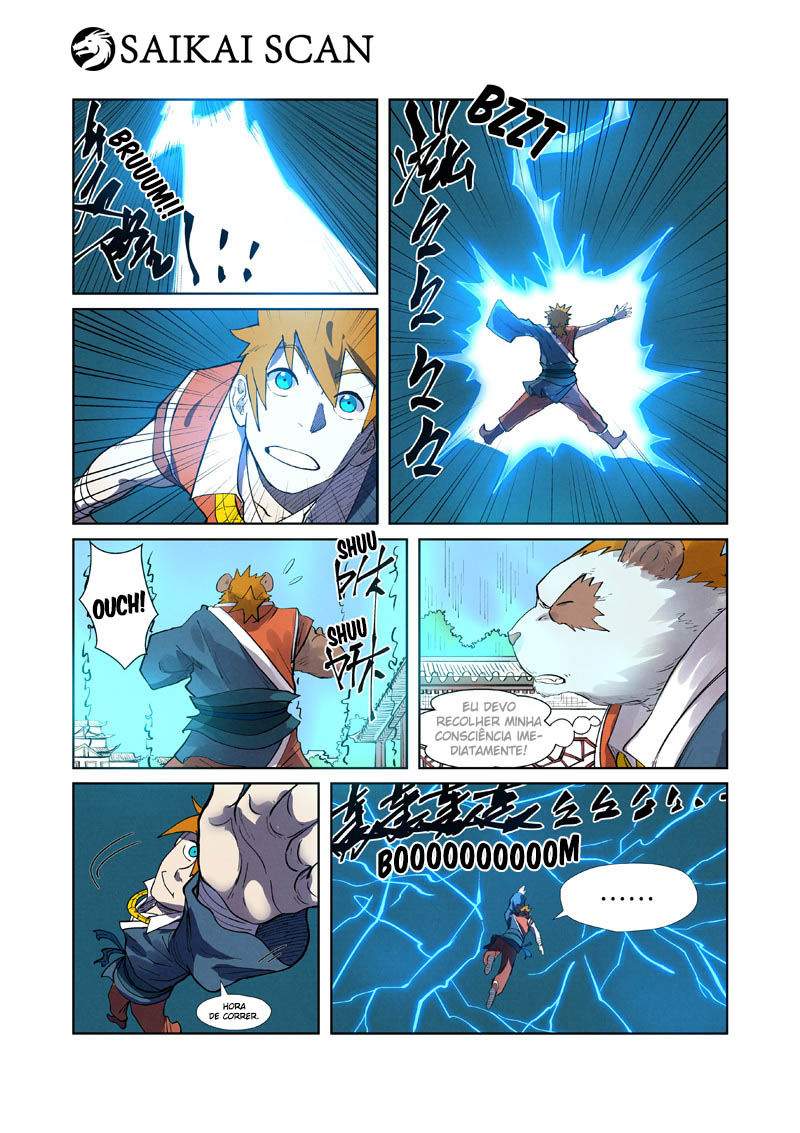 SAIKAI SCAN
BRUUUM!!
BZZT
OUCH!
SHUU
SHUU
EU DEVO
RECOLHER MINHA
CONSCIÊNCIA IME-
DIATAMENTE!
HORA
DE CORRER.
BOOOOOOOOOOM
......